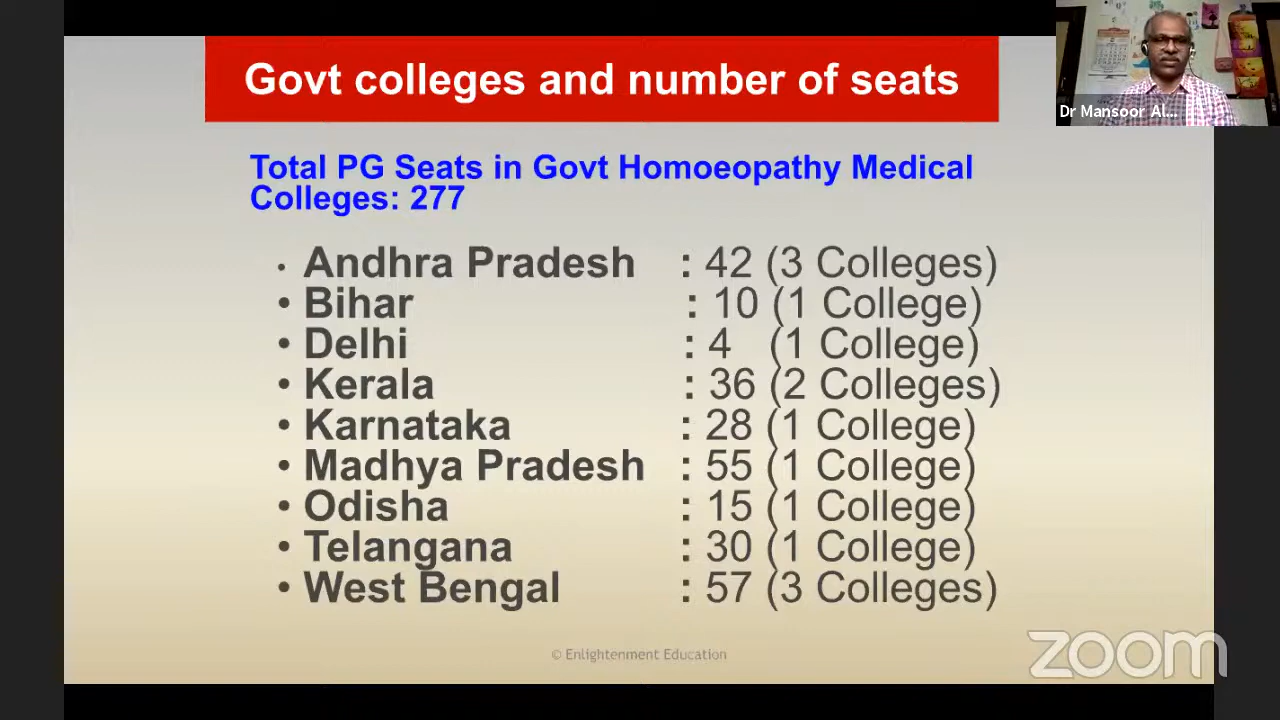 Govt colleges and number of seats
Dr Mansoor Al...
Total PG Seats in Govt Homoeopathy Medical
Colleges: 277
• Andhra Pradesh : 42 (3 Colleges)
• Bihar : 10 (1 College)
• Delhi : 4 (1 College)
• Kerala : 36 (2 Colleges)
• Karnataka : 28 (1 College)
• Madhya Pradesh : 55 (1 College)
• Odisha : 15 (1 College)
• Telangana : 30 (1 College)
• West Bengal : 57 (3 Colleges)
© Enlightenment Education
zoom